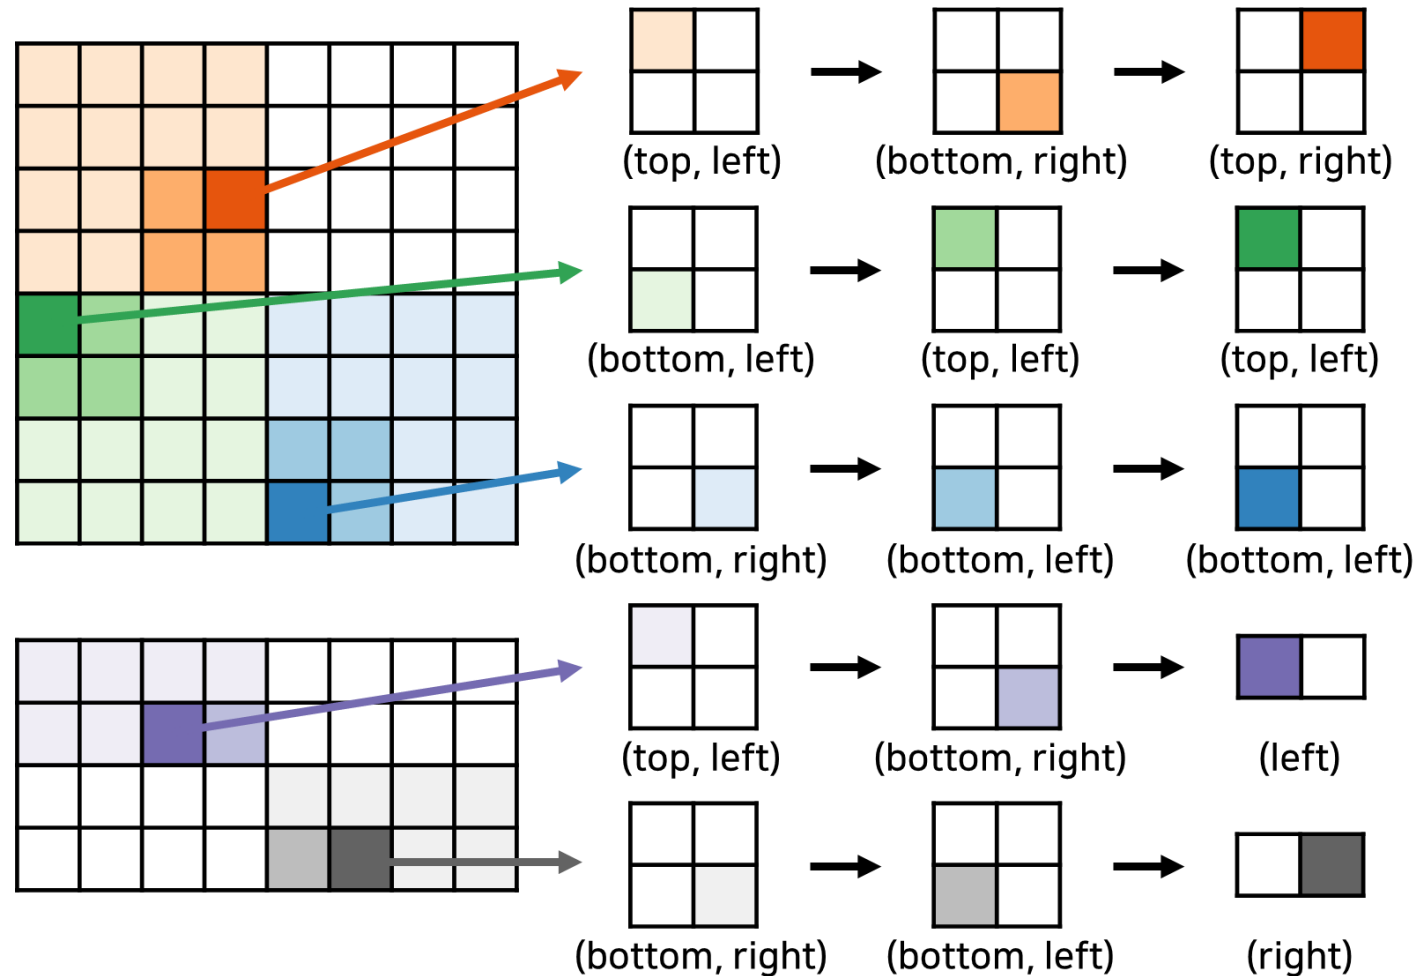 (top, left)
(bottom, right)
(top, right)
(bottom, left)
(top, left)
(top, left)
(bottom, right)
(bottom, left)
(bottom, left)
(top, left)
(bottom, right)
(left)
(bottom, right)
(bottom, left)
(right)